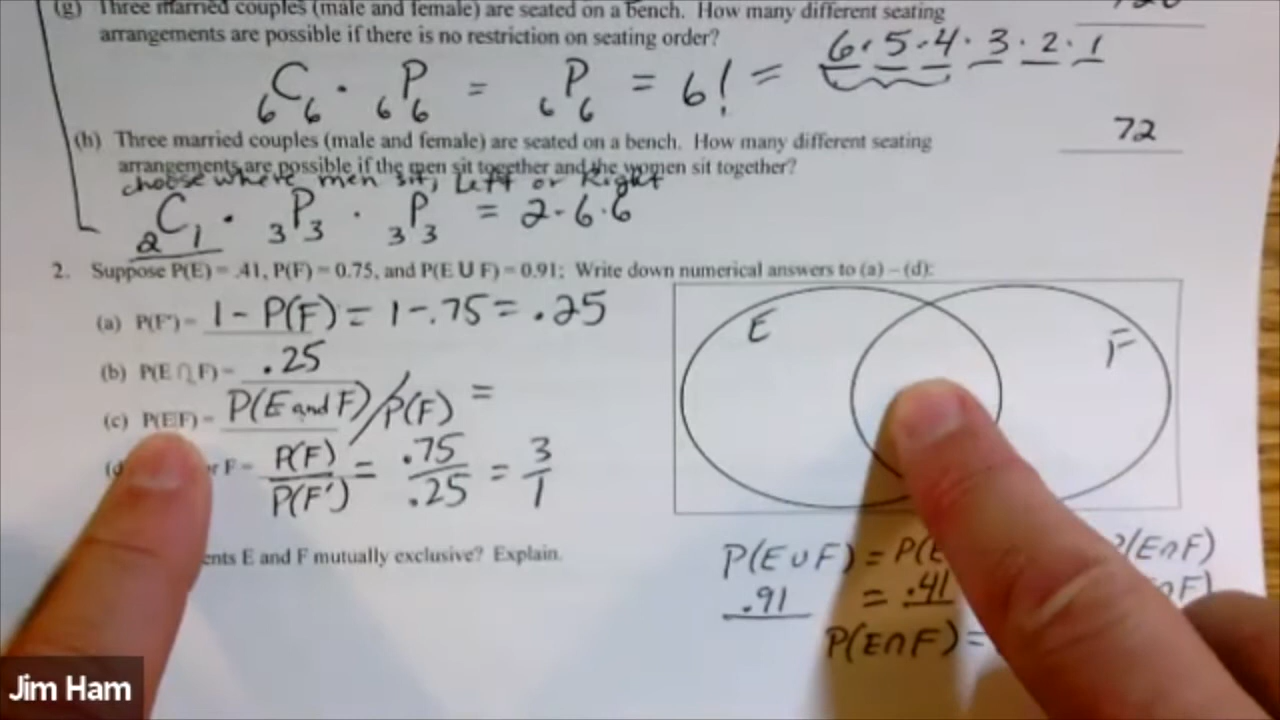 (g) Three married couples (male and female) are seated on a bench. How many different seating
arrangements are possible if there is no restriction on seating order?
6·5·4·3·2·1
6C6 · 6P6 = 6P6 = 6! =
(h) Three married couples (male and female) are seated on a bench. How many different seating
72
arrangements are possible if the men sit together and the women sit together?
choose where men sit, Left or Right
2C1 · 3P3 · 3P3 = 2·6·6
2. Suppose P(E) = .41, P(F) = 0.75, and P(E U F) = 0.91; Write down numerical answers to (a) – (d):
(a) P(F') = 1 - P(F) = 1-.75 = .25
(b) P(E ∩ F) = .25
(c) P(E|F) = P(E and F)/P(F) =
(d F = P(F)/P(F') = .75/.25 = 3/1
E
F
ents E and F mutually exclusive? Explain.
P(E∪F) = P(E P(E∩F)
.91 = .41 ∩F)
P(E∩F) =
Jim Ham